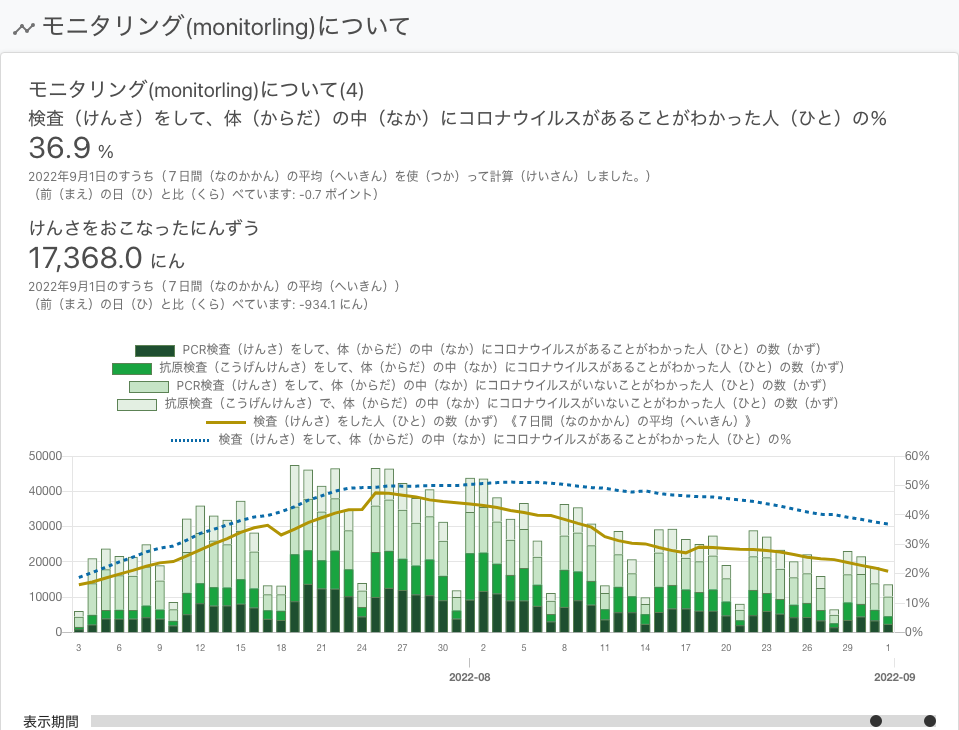 モニタリング(monitorling)について
モニタリング(monitorling)について(4)
検査（けんさ）をして、体（からだ）の中（なか）にコロナウイルスがあることがわかった人（ひと）の%
36.9 %
2022年9月1日のすうち（７日間（なのかかん）の平均（へいきん）を使（つか）って計算（けいさん）しました。）
（前（まえ）の日（ひ）と比（くら）べています: -0.7 ポイント）
けんさをおこなったにんずう
17,368.0 にん
2022年9月1日のすうち（７日間（なのかかん）の平均（へいきん））
（前（まえ）の日（ひ）と比（くら）べています: -934.1 にん）
PCR検査（けんさ）をして、体（からだ）の中（なか）にコロナウイルスがあることがわかった人（ひと）の数（かず）
抗原検査（こうげんけんさ）をして、体（からだ）の中（なか）にコロナウイルスがあることがわかった人（ひと）の数（かず）
PCR検査（けんさ）をして、体（からだ）の中（なか）にコロナウイルスがいないことがわかった人（ひと）の数（かず）
抗原検査（こうげんけんさ）で、体（からだ）の中（なか）にコロナウイルスがいないことがわかった人（ひと）の数（かず）
検査（けんさ）をした人（ひと）の数（かず）《７日間（なのかかん）の平均（へいきん）》
検査（けんさ）をして、体（からだ）の中（なか）にコロナウイルスがあることがわかった人（ひと）の%
50000 60%
40000 50%
30000 40%
20000 30%
10000 20%
0 10%
0%
3 6 9 12 15 18 21 24 27 30 2 5 8 11 14 17 20 23 26 29 1
2022-08 2022-09
表示期間